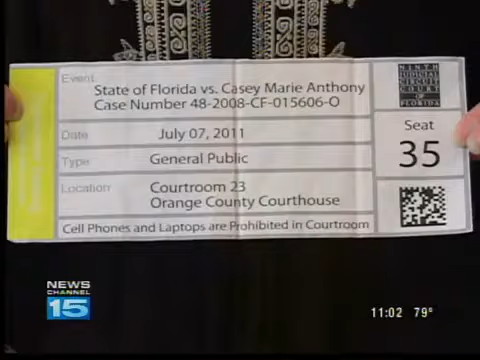 Event
State of Florida vs. Casey Marie Anthony
Case Number 48-2008-CF-015606-O
Date
July 07, 2011
Type
General Public
Location
Courtroom 23
Orange County Courthouse
Cell Phones and Laptops are Prohibited in Courtroom
NINTH
JUDICIAL
CIRCUIT
COURT
OF
FLORIDA
Seat
35
NEWS
CHANNEL
15
11:02 79°